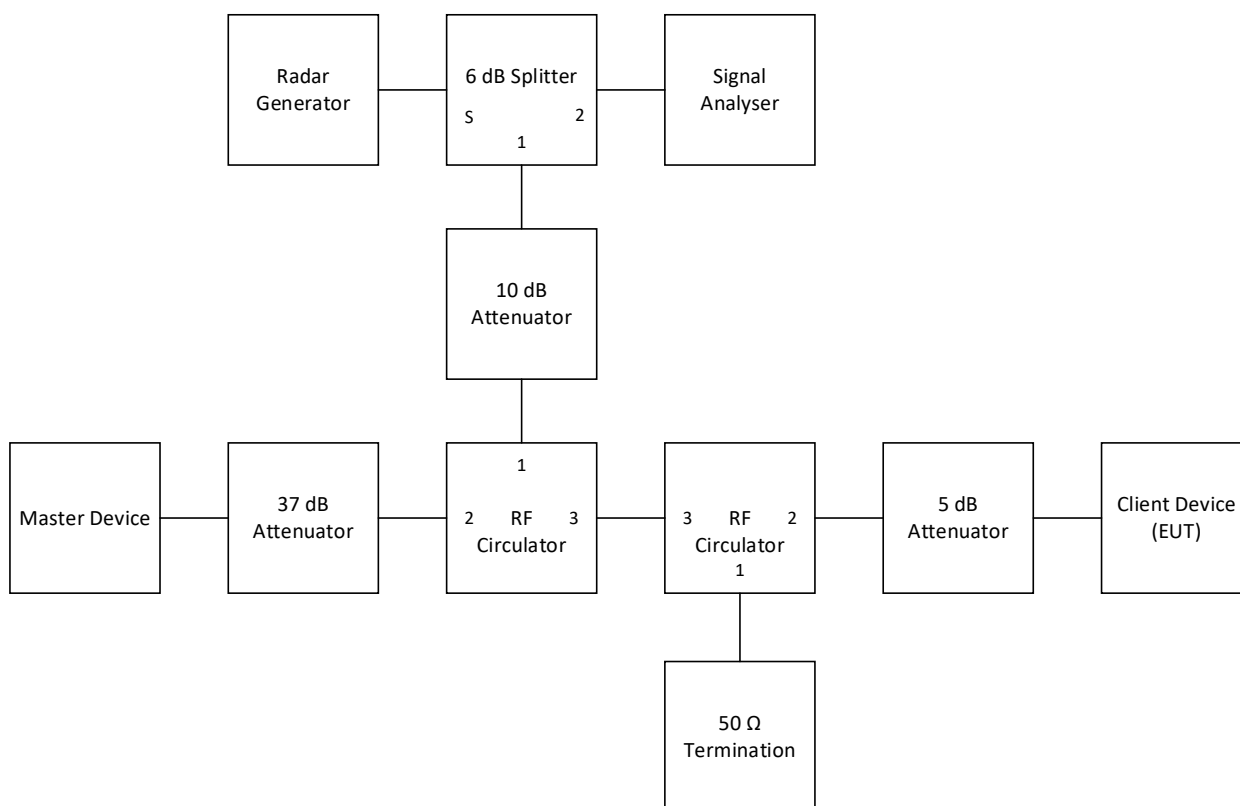 Radar
Generator
6 dB Splitter
S
2
1
Signal
Analyser
10 dB
Attenuator
Master Device
37 dB
Attenuator
1
2 RF 3
Circulator
3 RF 2
Circulator
1
5 dB
Attenuator
Client Device
(EUT)
50 Ω
Termination